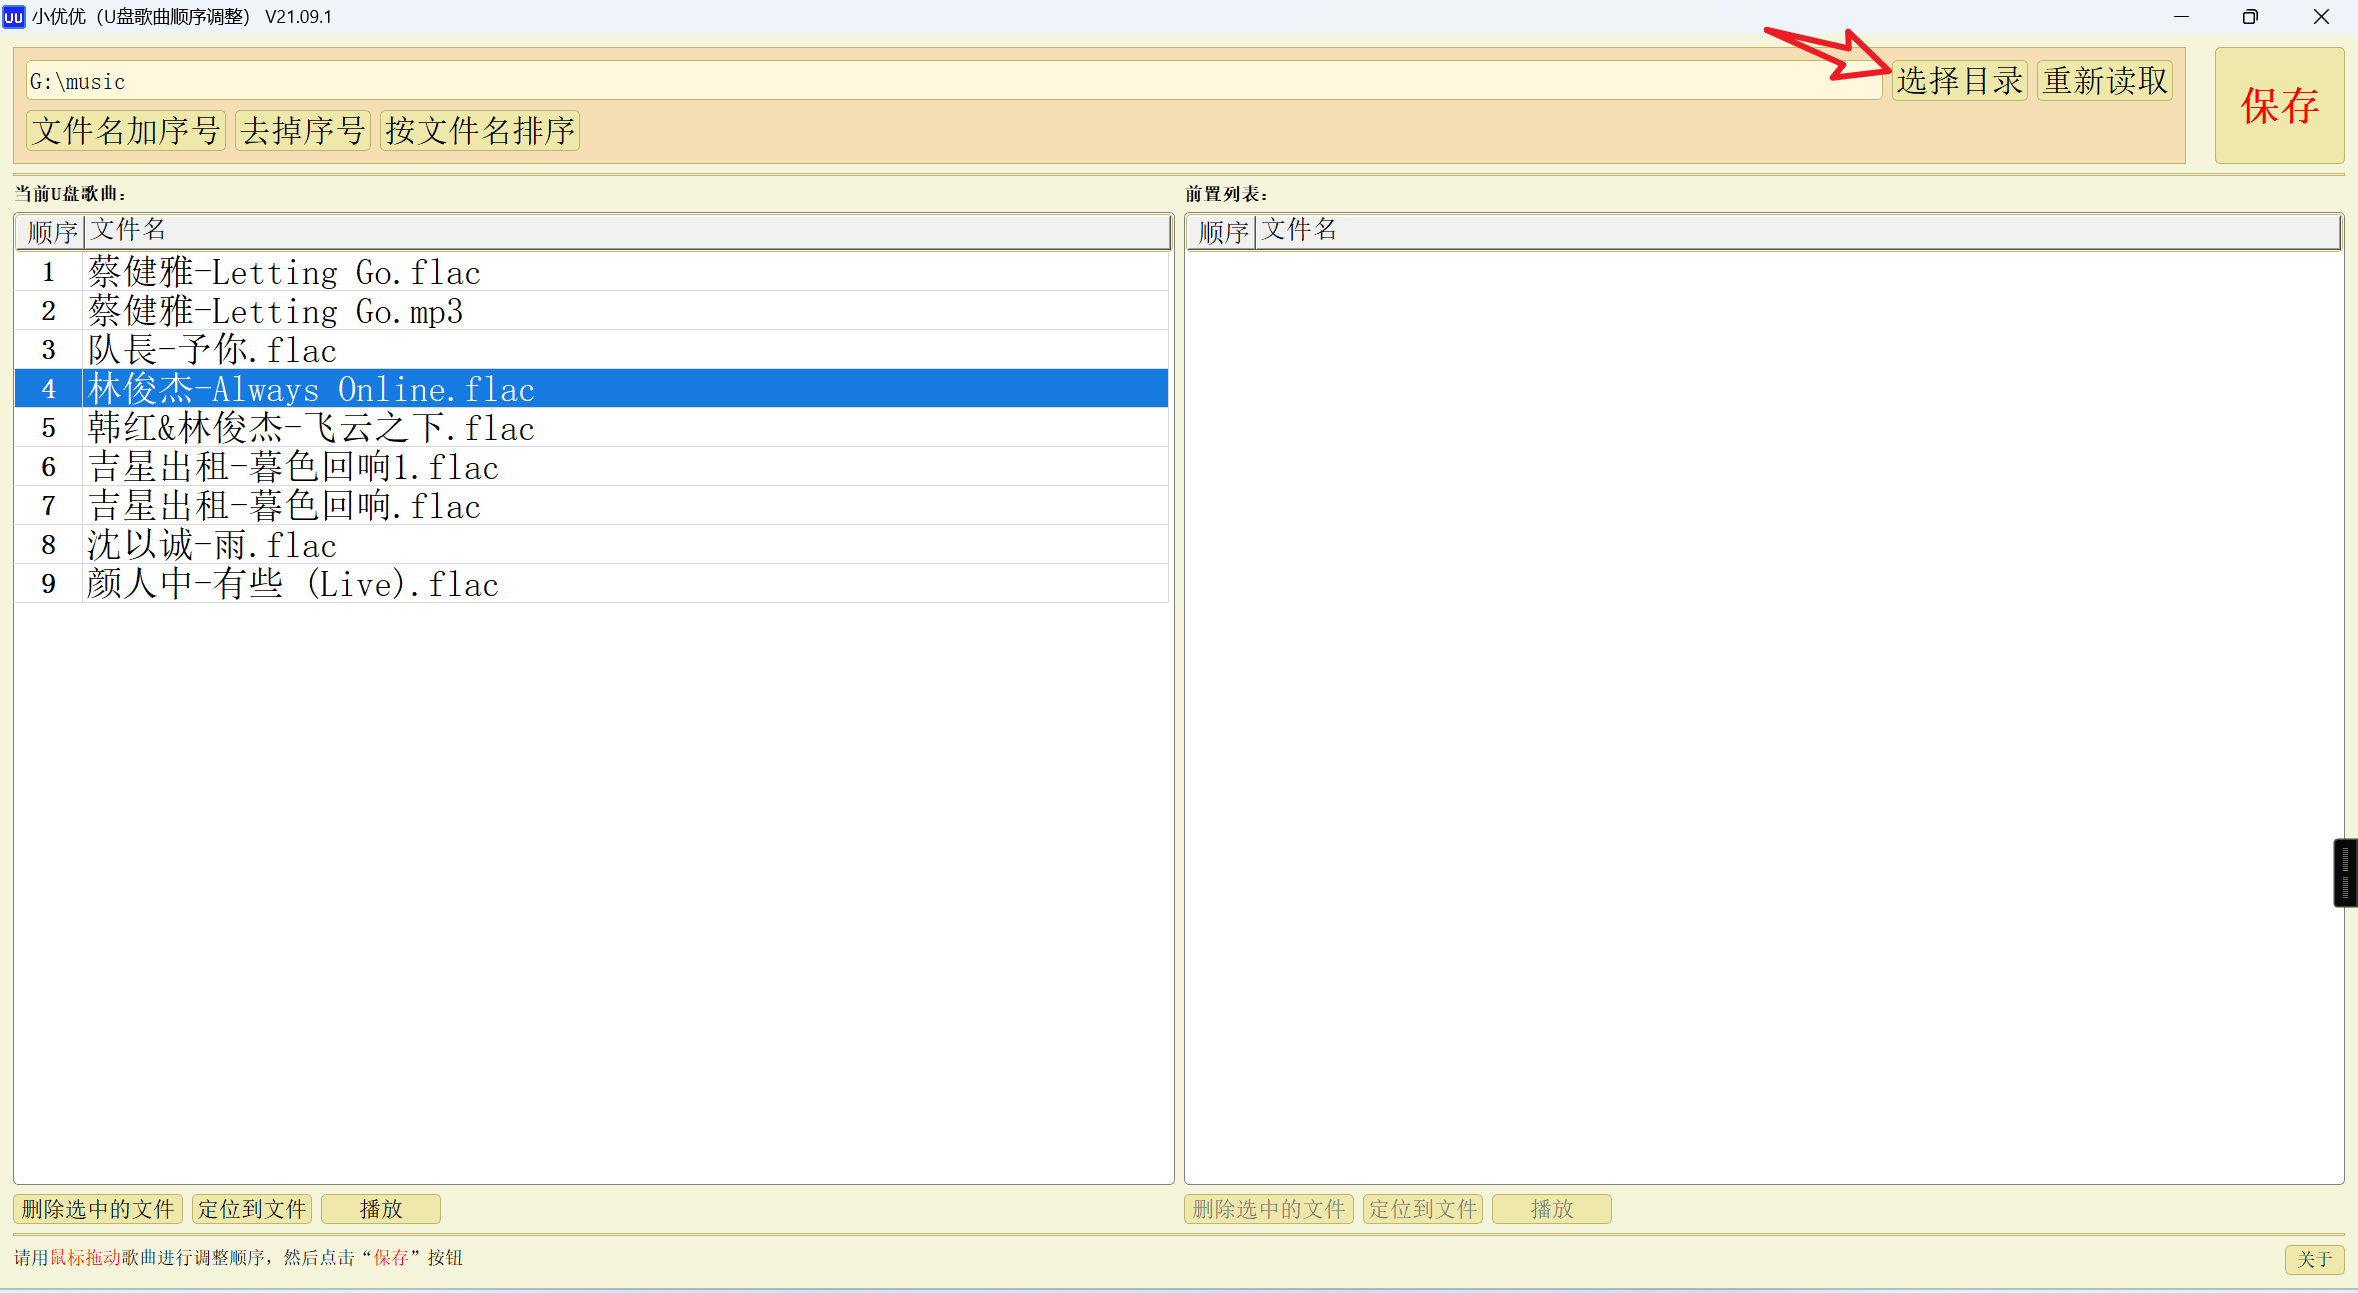 UU 小优优（U盘歌曲顺序调整） V21.09.1
G:\music
选择目录 重新读取
保存
文件名加序号 去掉序号 按文件名排序
当前U盘歌曲：
顺序 文件名
1 蔡健雅-Letting Go.flac
2 蔡健雅-Letting Go.mp3
3 队長-予你.flac
4 林俊杰-Always Online.flac
5 韩红&林俊杰-飞云之下.flac
6 吉星出租-暮色回响1.flac
7 吉星出租-暮色回响.flac
8 沈以诚-雨.flac
9 颜人中-有些 (Live).flac
删除选中的文件 定位到文件 播放
前置列表：
顺序 文件名
删除选中的文件 定位到文件 播放
请用鼠标拖动歌曲进行调整顺序，然后点击“保存”按钮
关于